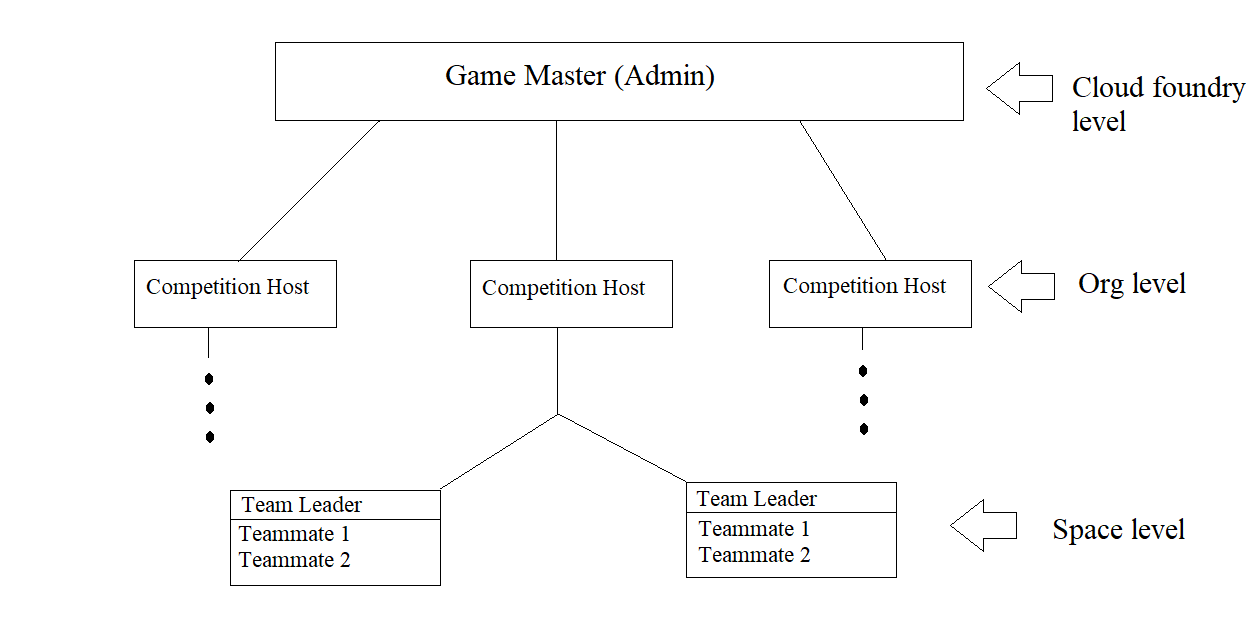 Game Master (Admin)
Cloud foundry
level
Competition Host
Competition Host
Competition Host
Org level
Team Leader
Teammate 1
Teammate 2
Team Leader
Teammate 1
Teammate 2
Space level